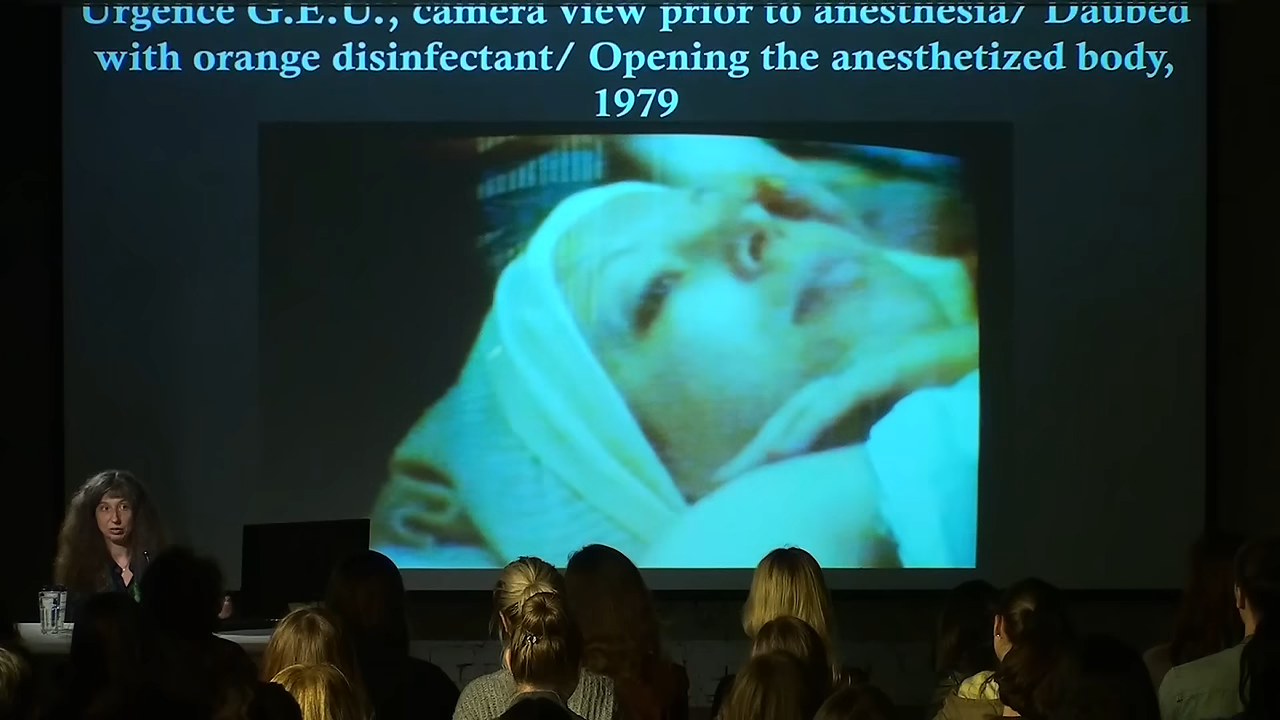 Urgence G.E.U., camera view prior to anesthesia/ Daubed
with orange disinfectant/ Opening the anesthetized body,
1979